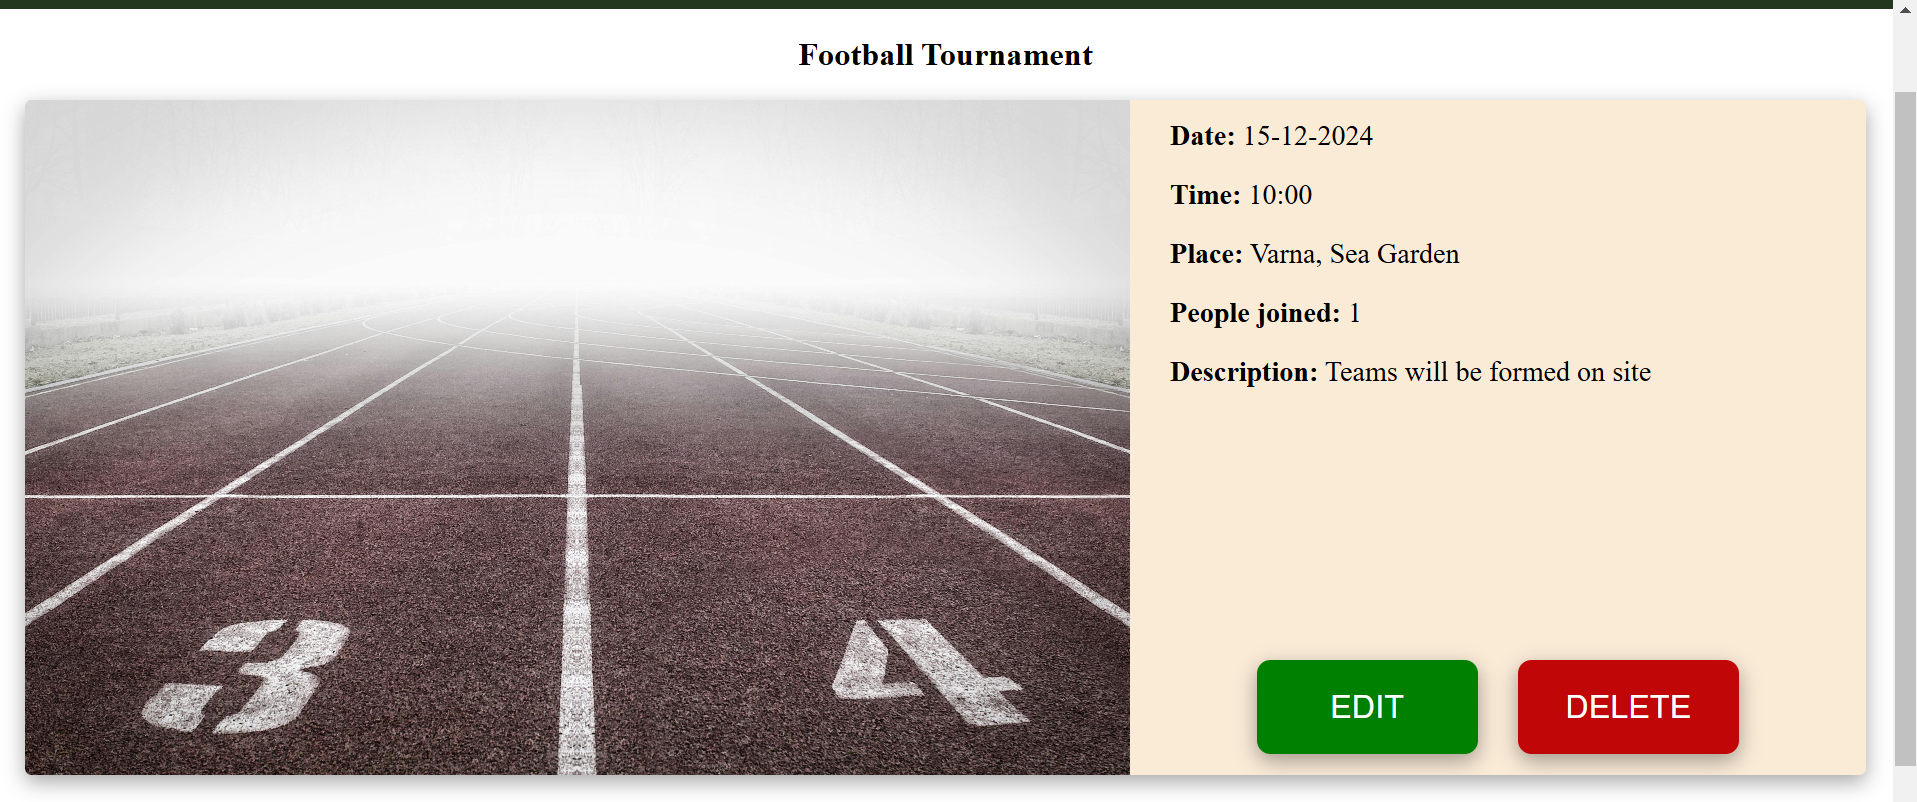 Football Tournament
Date: 15-12-2024
Time: 10:00
Place: Varna, Sea Garden
People joined: 1
Description: Teams will be formed on site
3 4
EDIT DELETE